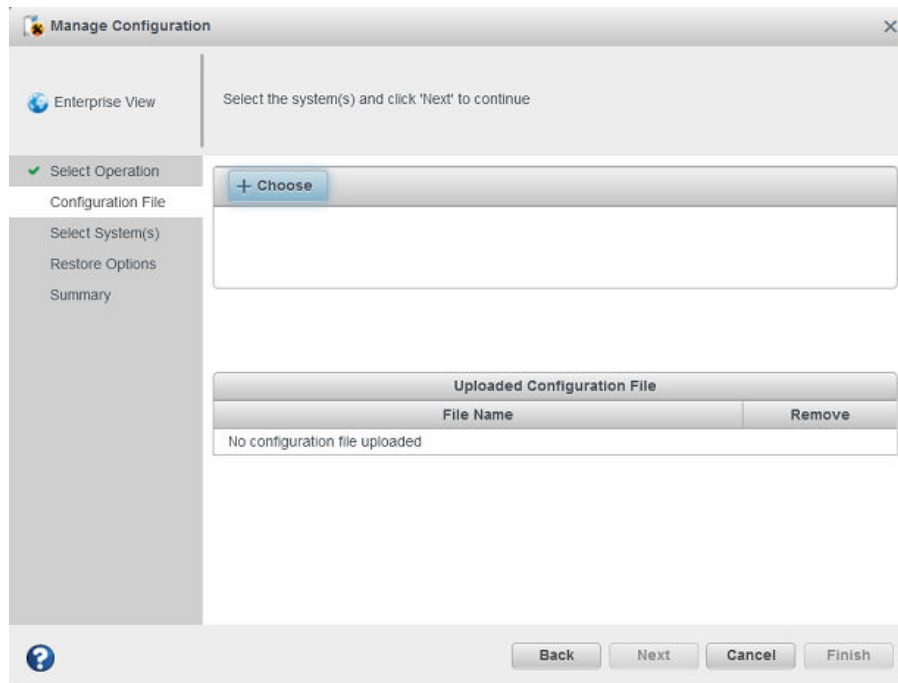 Manage Configuration
Enterprise View
Select the system(s) and click 'Next' to continue
Select Operation
Configuration File
Select System(s)
Restore Options
Summary
+ Choose
Uploaded Configuration File
File Name Remove
No configuration file uploaded
? Back Next Cancel Finish